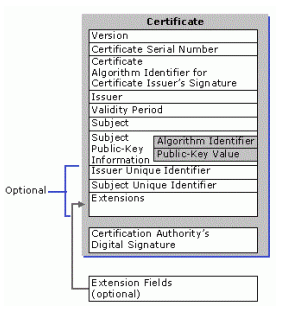 Certificate
Version
Certificate Serial Number
Certificate
Algorithm Identifier for
Certificate Issuer's Signature
Issuer
Validity Period
Subject
Subject
Public-Key
Information
Algorithm Identifier
Public-Key Value
Issuer Unique Identifier
Subject Unique Identifier
Extensions
Optional
Certification Authority's
Digital Signature
Extension Fields
(optional)